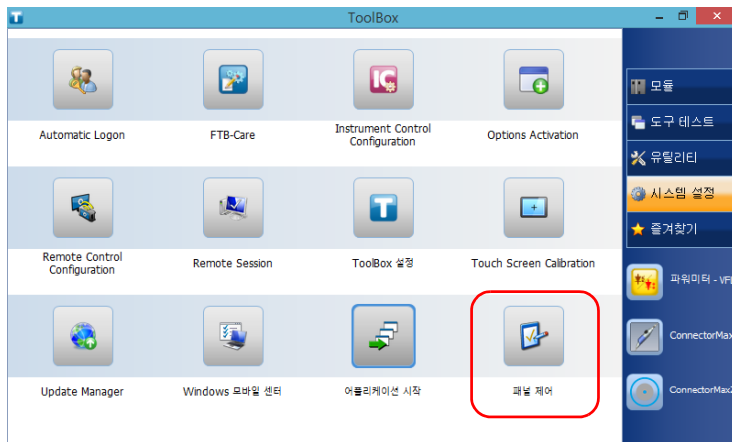 ToolBox
Automatic Logon
FTB-Care
Instrument Control
Configuration
Options Activation
Remote Control
Configuration
Remote Session
ToolBox 설정
Touch Screen Calibration
Update Manager
Windows 모바일 센터
어플리케이션 시작
패널 제어
모듈
도구 테스트
유틸리티
시스템 설정
즐겨찾기
파워미터 - VFL
ConnectorMax
ConnectorMax2